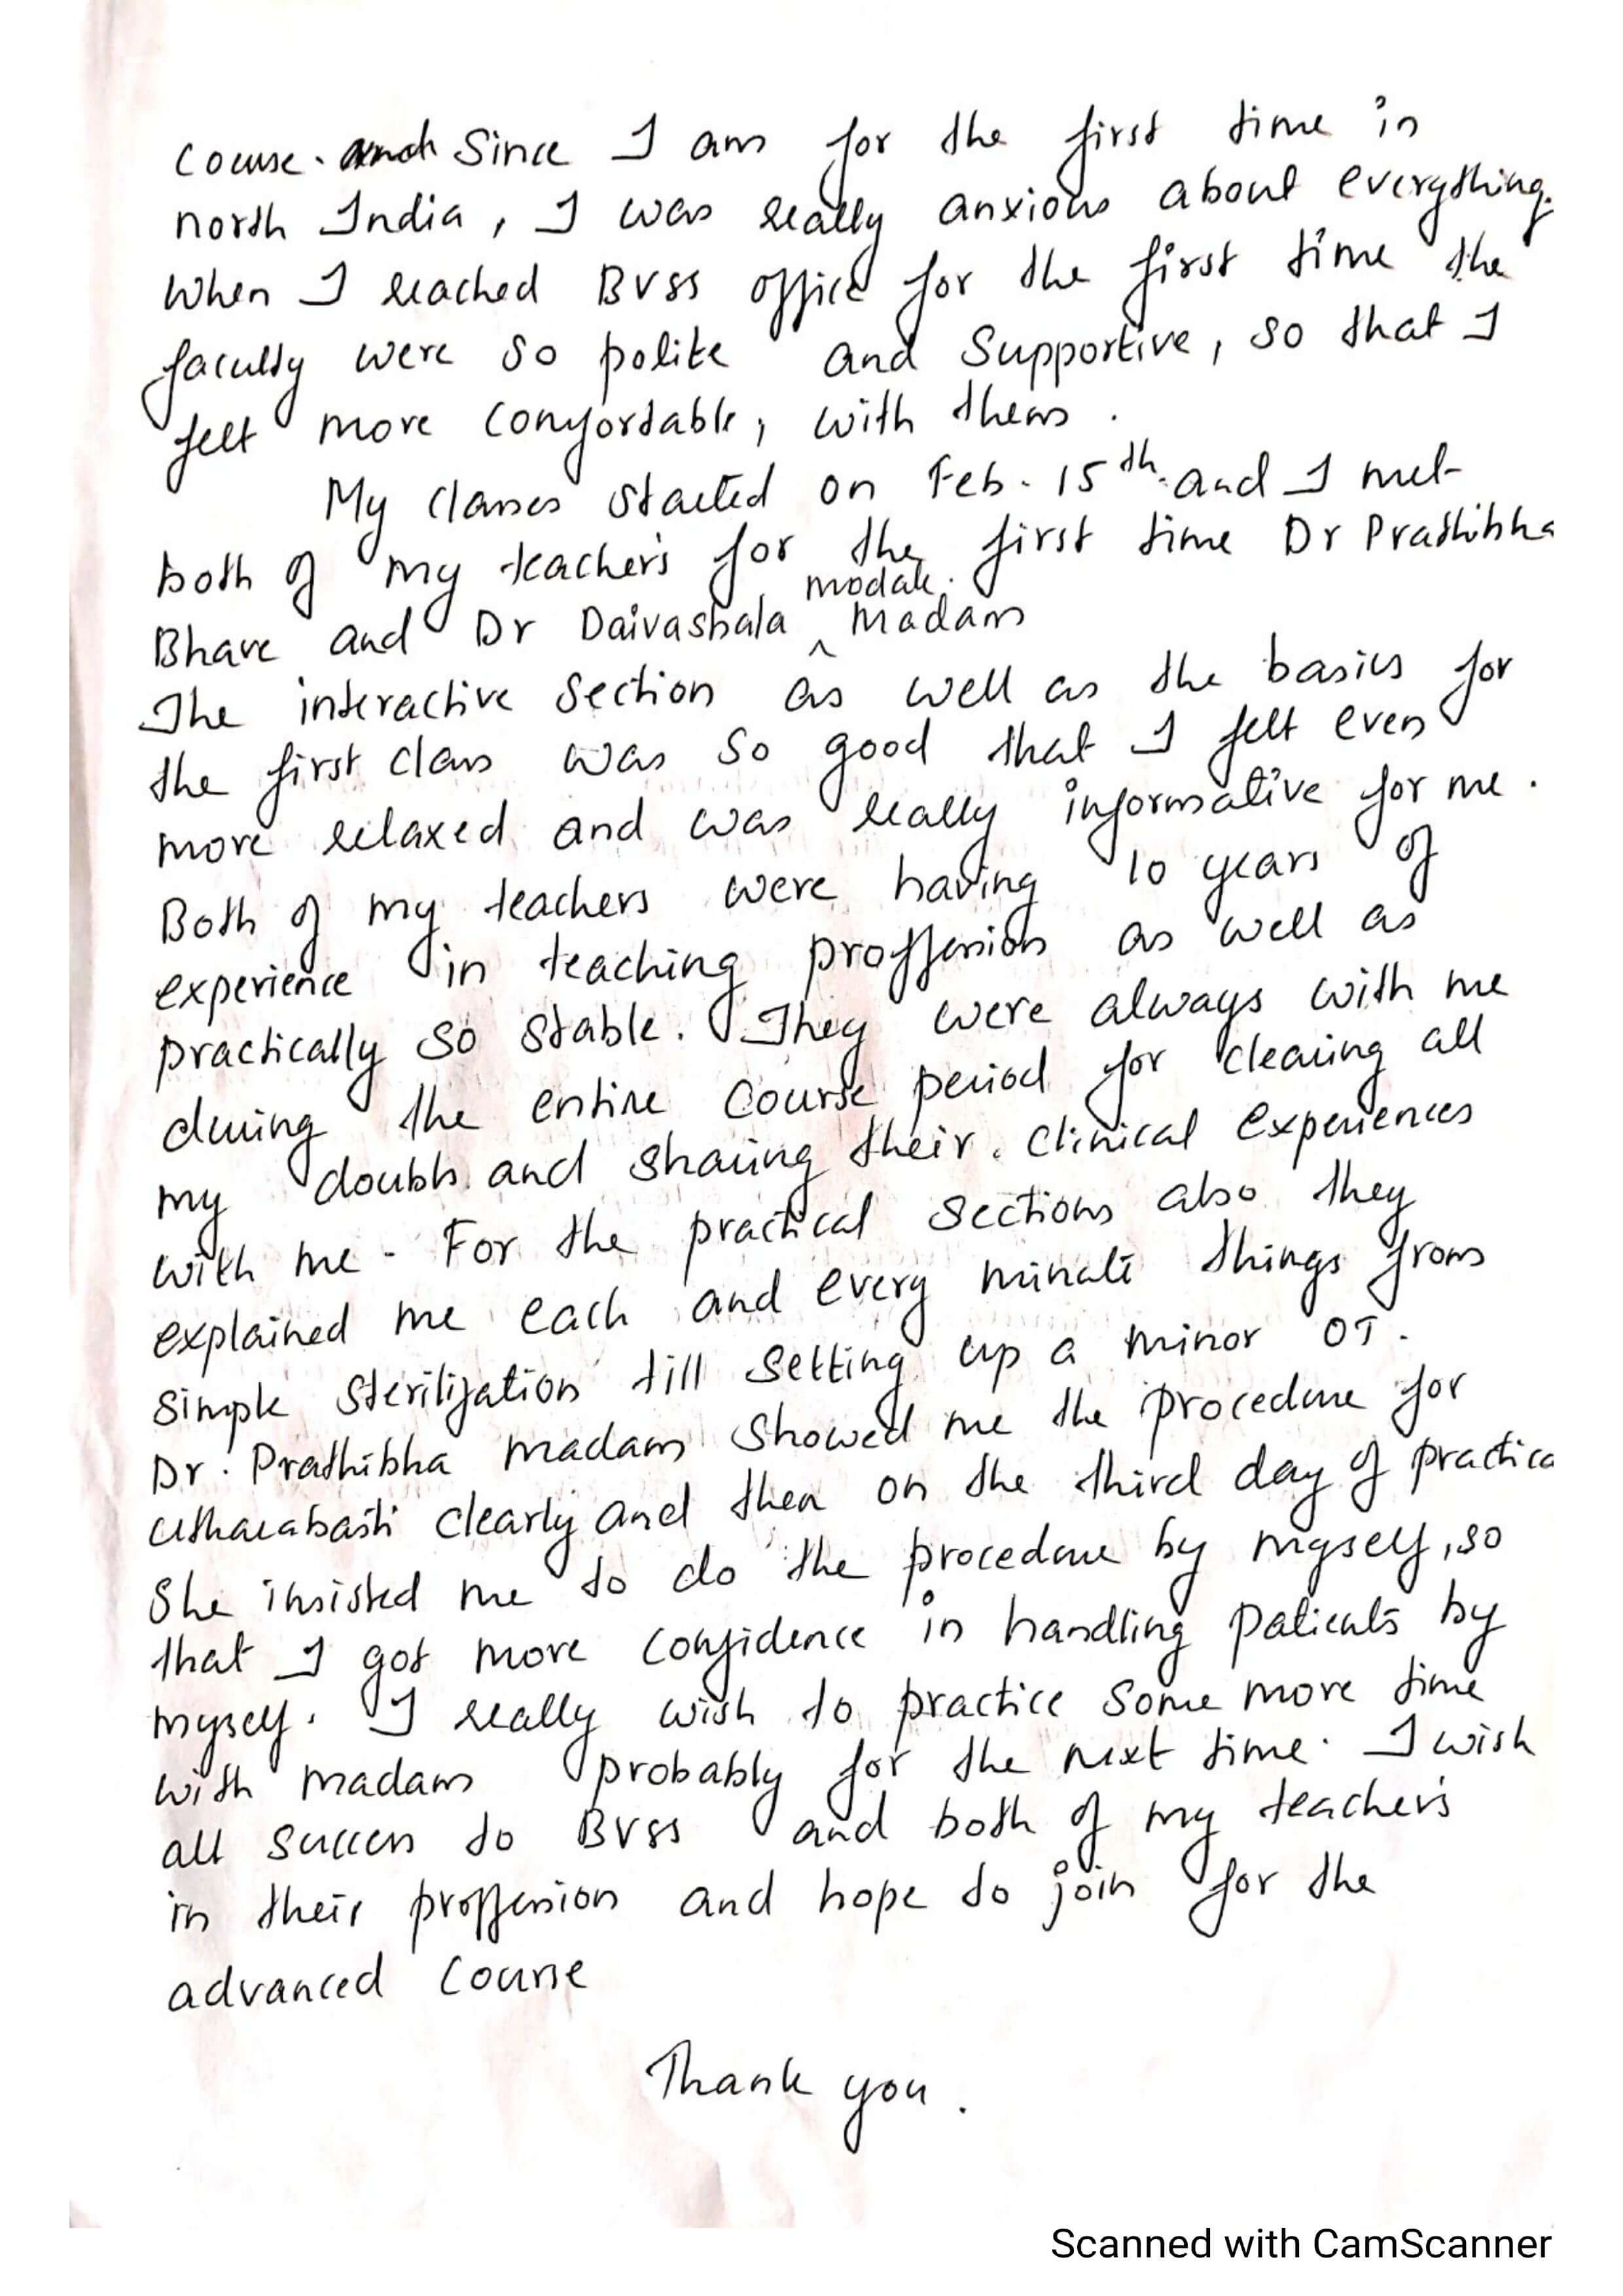 course. and Since I am for the first time in
north India, I was really anxious about everything.
When I reached BVSS office for the first time the
faculty were so polite and supportive, so that I
felt more comfortable, with them.
My classes started on Feb. 15th. and I met
both of my teacher's for the first time Dr Prathibha
modak.
Bhave and Dr Daivashala ^ Madam
The interactive section as well as the basics for
the first class was so good that I felt even
more relaxed and was really informative for me.
Both of my teachers were having 10 years of
experience in teaching proffession as well as
practically so stable. They were always with me
during the entire course period for clearing all
my doubts and sharing their clinical experiences
with me. For the practical sections also they
explained me each and every minute things from
simple sterilization till setting up a minor OT.
Dr. Prathibha madam showed me the procedure for
utharabasti clearly and then on the third day of practica
She insisted me to do the procedure by myself, so
that I got more confidence in handling patients by
myself. I really wish to practice some more time
with madam probably for the next time. I wish
all success to BVSS and both of my teacher's
in their proffession and hope to join for the
advanced course
Thank you.
Scanned with CamScanner